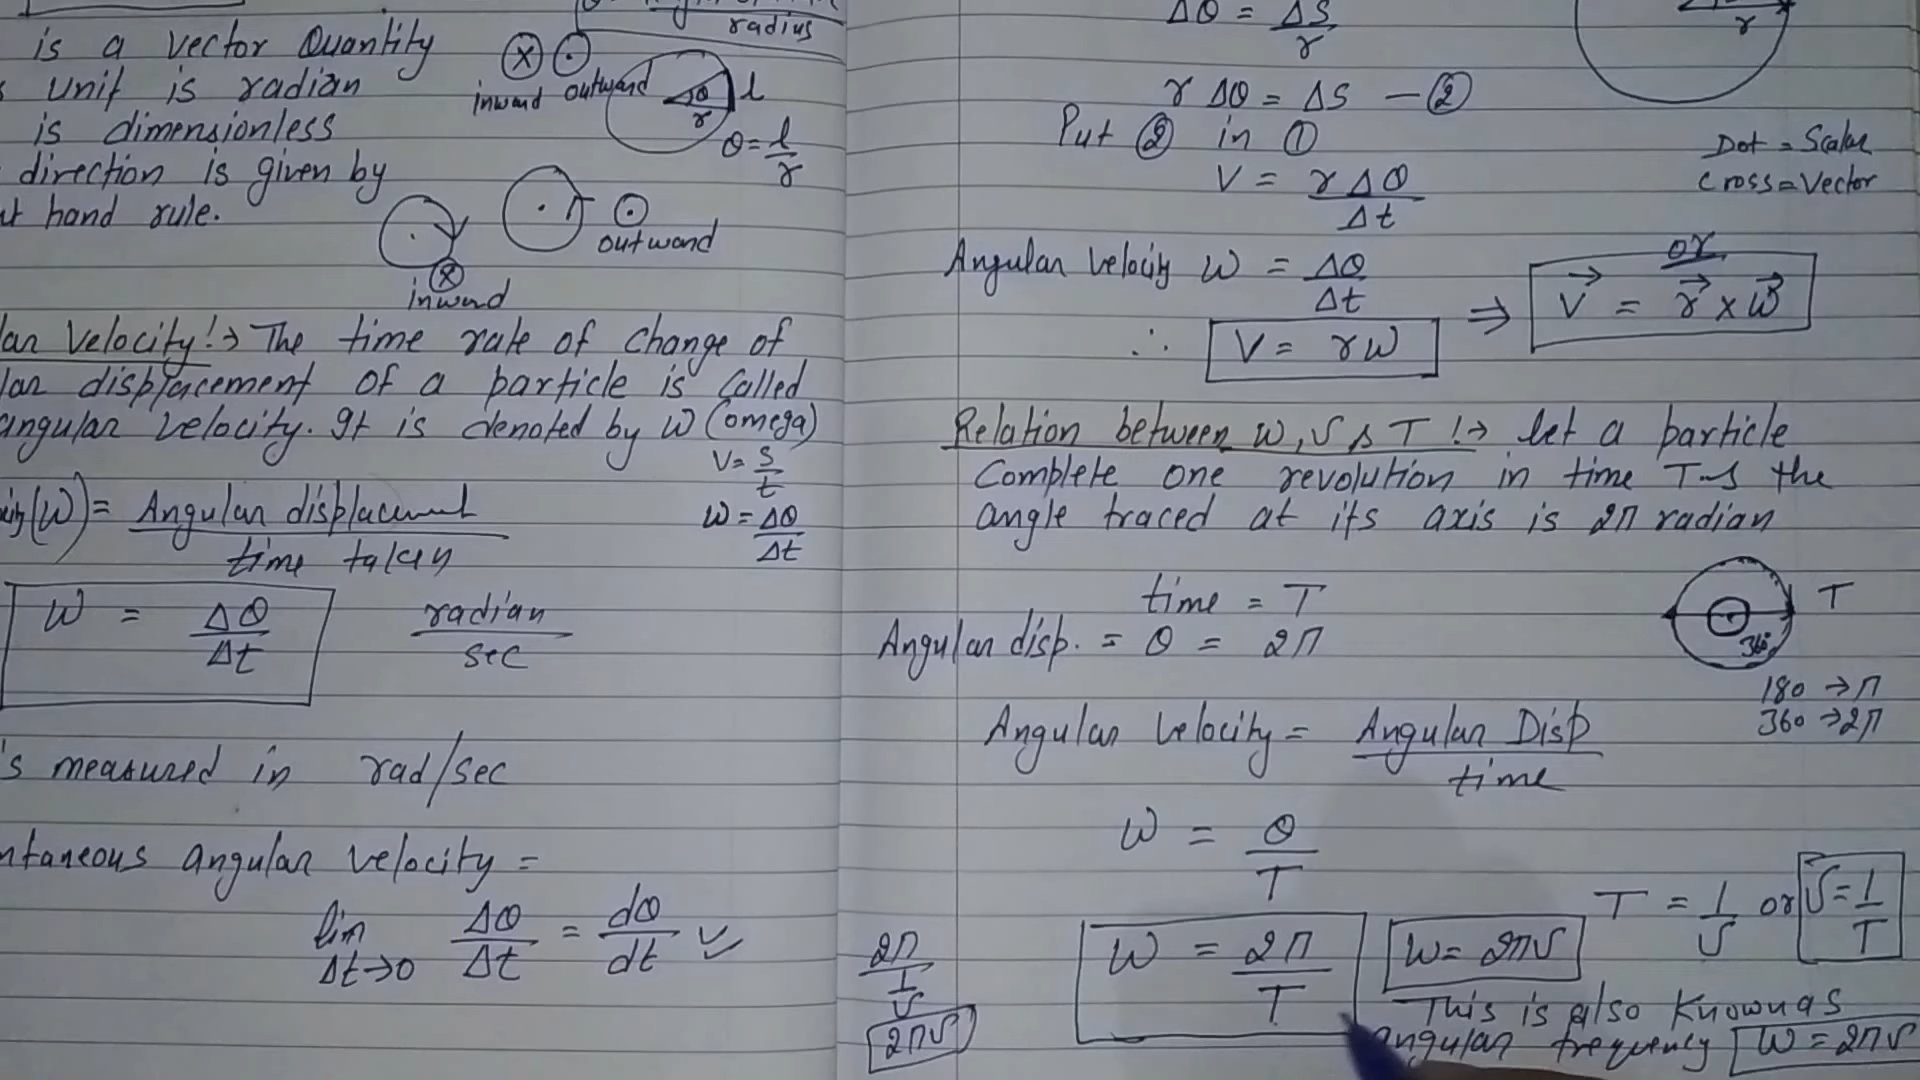 radius
is a vector Quantity
unit is radian
inward outward
θ
r
l
is dimensionless
θ = l/r
direction is given by
hand rule.
outward
inward
Velocity!→ The time rate of change of
displacement of a particle is called
angular velocity. It is denoted by w (omega)
V = S/t
(w) = Angular displacement / time taken
w = Δθ/Δt
w = Δθ/Δt radian/sec
measured in rad/sec
angular velocity =
lim Δt→0 Δθ/Δt = dθ/dt
Δθ = ΔS/r
r
r Δθ = ΔS — ②
Put ② in ①
Dot = Scalar
Cross = Vector
V = r Δθ/Δt
Angular Velocity w = Δθ/Δt
or
∴ V = rw ⇒ V⃗ = r⃗ × w⃗
Relation between w, ν & T !→ let a particle
Complete one revolution in time T & the
angle traced at its axis is 2π radian
time = T
T
360°
Angular disp. = θ = 2π
180 → π
360 → 2π
Angular Velocity = Angular Disp / time
w = θ/T
T = 1/ν or ν = 1/T
2π / 1/ν
2πν
w = 2π/T
w = 2πν
This is also known as
angular frequency w = 2πν